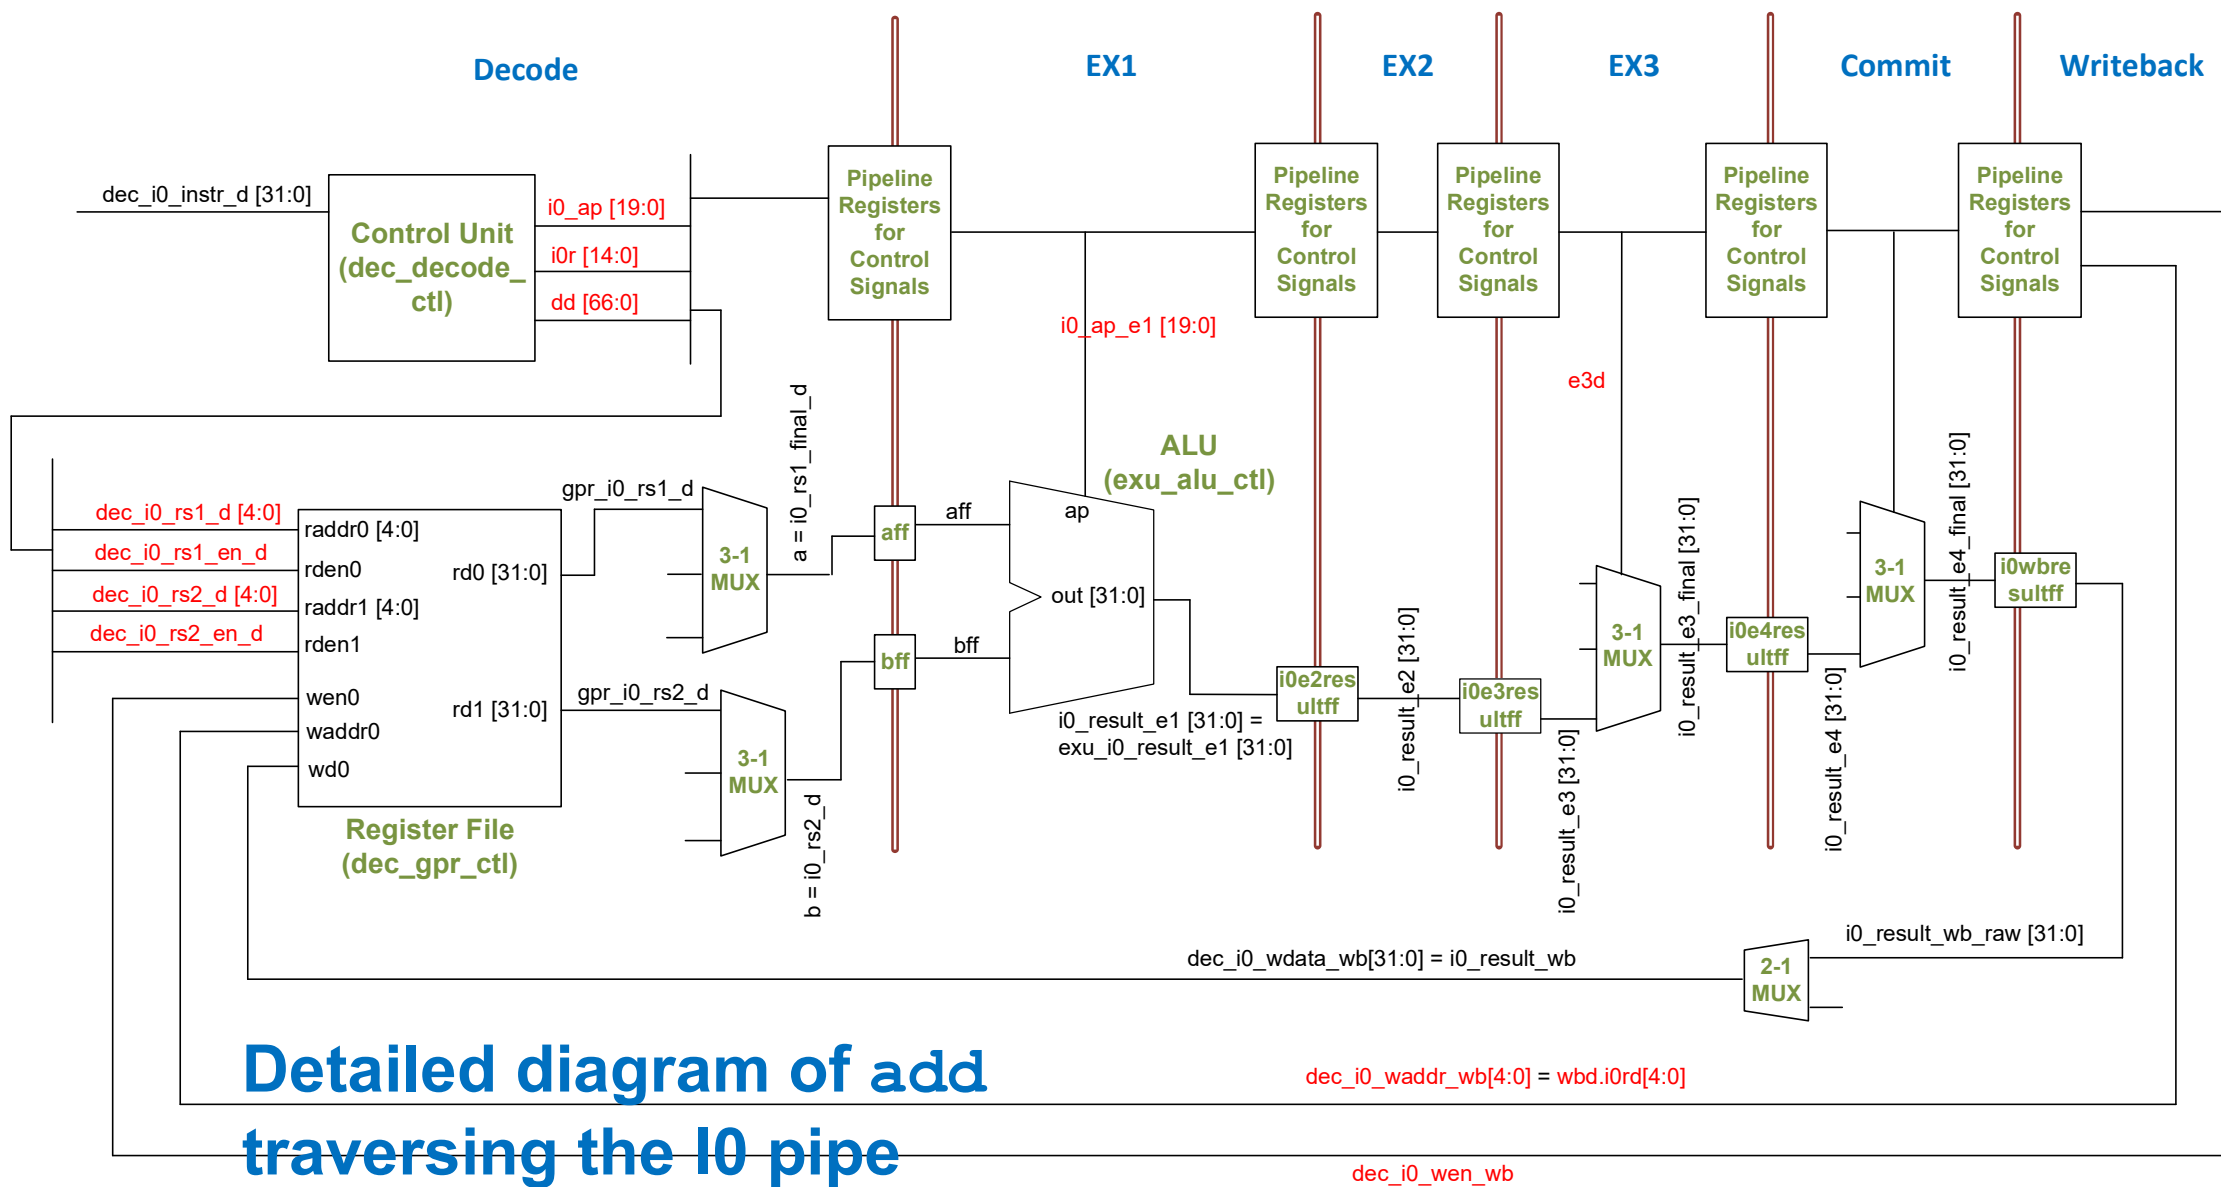 Decode
EX1
EX2
EX3
Commit
Writeback
dec_i0_instr_d [31:0]
Control Unit
(dec_decode_
ctl)
i0_ap [19:0]
i0r [14:0]
dd [66:0]
Pipeline
Registers
for
Control
Signals
Pipeline
Registers
for
Control
Signals
Pipeline
Registers
for
Control
Signals
Pipeline
Registers
for
Control
Signals
Pipeline
Registers
for
Control
Signals
i0_ap_e1 [19:0]
e3d
dec_i0_rs1_d [4:0]
dec_i0_rs1_en_d
dec_i0_rs2_d [4:0]
dec_i0_rs2_en_d
raddr0 [4:0]
rden0
raddr1 [4:0]
rden1
wen0
waddr0
wd0
rd0 [31:0]
rd1 [31:0]
Register File
(dec_gpr_ctl)
gpr_i0_rs1_d
3-1
MUX
a = i0_rs1_final_d
gpr_i0_rs2_d
3-1
MUX
b = i0_rs2_d
aff
bff
aff
bff
ALU
(exu_alu_ctl)
ap
out [31:0]
i0_result_e1 [31:0] =
exu_i0_result_e1 [31:0]
i0e2res
ultff
i0_result_e2 [31:0]
i0e3res
ultff
i0_result_e3 [31:0]
3-1
MUX
i0_result_e3_final [31:0]
i0e4res
ultff
i0_result_e4 [31:0]
3-1
MUX
i0_result_e4_final [31:0]
i0wbre
sultff
i0_result_wb_raw [31:0]
2-1
MUX
dec_i0_wdata_wb[31:0] = i0_result_wb
dec_i0_waddr_wb[4:0] = wbd.i0rd[4:0]
dec_i0_wen_wb
Detailed diagram of add
traversing the I0 pipe